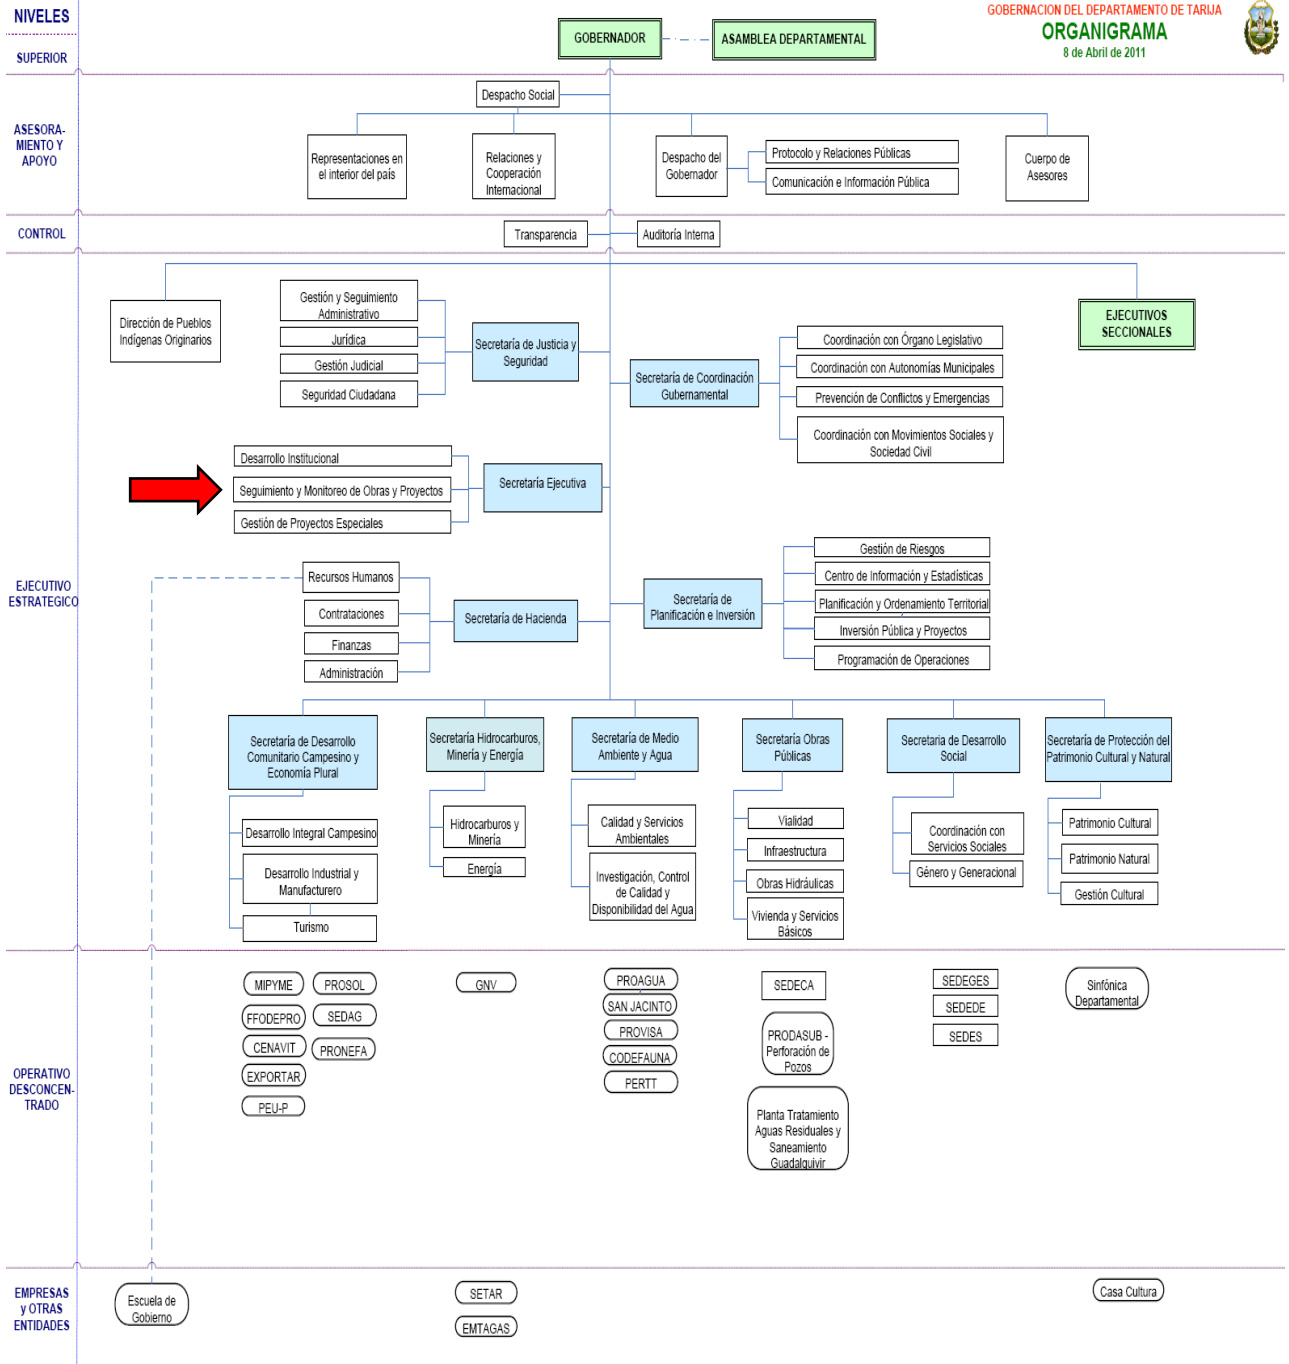 NIVELES
GOBERNACION DEL DEPARTAMENTO DE TARIJA
ORGANIGRAMA
8 de Abril de 2011
SUPERIOR
GOBERNADOR
ASAMBLEA DEPARTAMENTAL
ASESORA-
MIENTO Y
APOYO
Despacho Social
Representaciones en
el interior del país
Relaciones y
Cooperación
Internacional
Despacho del
Gobernador
Protocolo y Relaciones Públicas
Comunicación e Información Pública
Cuerpo de
Asesores
CONTROL
Transparencia
Auditoría Interna
EJECUTIVO
ESTRATEGICO
Dirección de Pueblos
Indígenas Originarios
EJECUTIVOS
SECCIONALES
Gestión y Seguimiento
Administrativo
Jurídica
Gestión Judicial
Seguridad Ciudadana
Secretaría de Justicia y
Seguridad
Secretaría de Coordinación
Gubernamental
Coordinación con Órgano Legislativo
Coordinación con Autonomías Municipales
Prevención de Conflictos y Emergencias
Coordinación con Movimientos Sociales y
Sociedad Civil
Desarrollo Institucional
Seguimiento y Monitoreo de Obras y Proyectos
Gestión de Proyectos Especiales
Secretaría Ejecutiva
Recursos Humanos
Contrataciones
Finanzas
Administración
Secretaría de Hacienda
Secretaría de
Planificación e Inversión
Gestión de Riesgos
Centro de Información y Estadísticas
Planificación y Ordenamiento Territorial
Inversión Pública y Proyectos
Programación de Operaciones
Secretaría de Desarrollo
Comunitario Campesino y
Economía Plural
Desarrollo Integral Campesino
Desarrollo Industrial y
Manufacturero
Turismo
Secretaría Hidrocarburos,
Minería y Energía
Hidrocarburos y
Minería
Energía
Secretaría de Medio
Ambiente y Agua
Calidad y Servicios
Ambientales
Investigación, Control
de Calidad y
Disponibilidad del Agua
Secretaría Obras
Públicas
Vialidad
Infraestructura
Obras Hidráulicas
Vivienda y Servicios
Básicos
Secretaria de Desarrollo
Social
Coordinación con
Servicios Sociales
Género y Generacional
Secretaría de Protección del
Patrimonio Cultural y Natural
Patrimonio Cultural
Patrimonio Natural
Gestión Cultural
OPERATIVO
DESCONCEN-
TRADO
MIPYME
PROSOL
FFODEPRO
SEDAG
CENAVIT
PRONEFA
EXPORTAR
PEU-P
GNV
PROAGUA
SAN JACINTO
PROVISA
CODEFAUNA
PERTT
SEDECA
PRODASUB -
Perforación de
Pozos
Planta Tratamiento
Aguas Residuales y
Saneamiento
Guadalquivir
SEDEGES
SEDEDE
SEDES
Sinfónica
Departamental
EMPRESAS
y OTRAS
ENTIDADES
Escuela de
Gobierno
SETAR
EMTAGAS
Casa Cultura